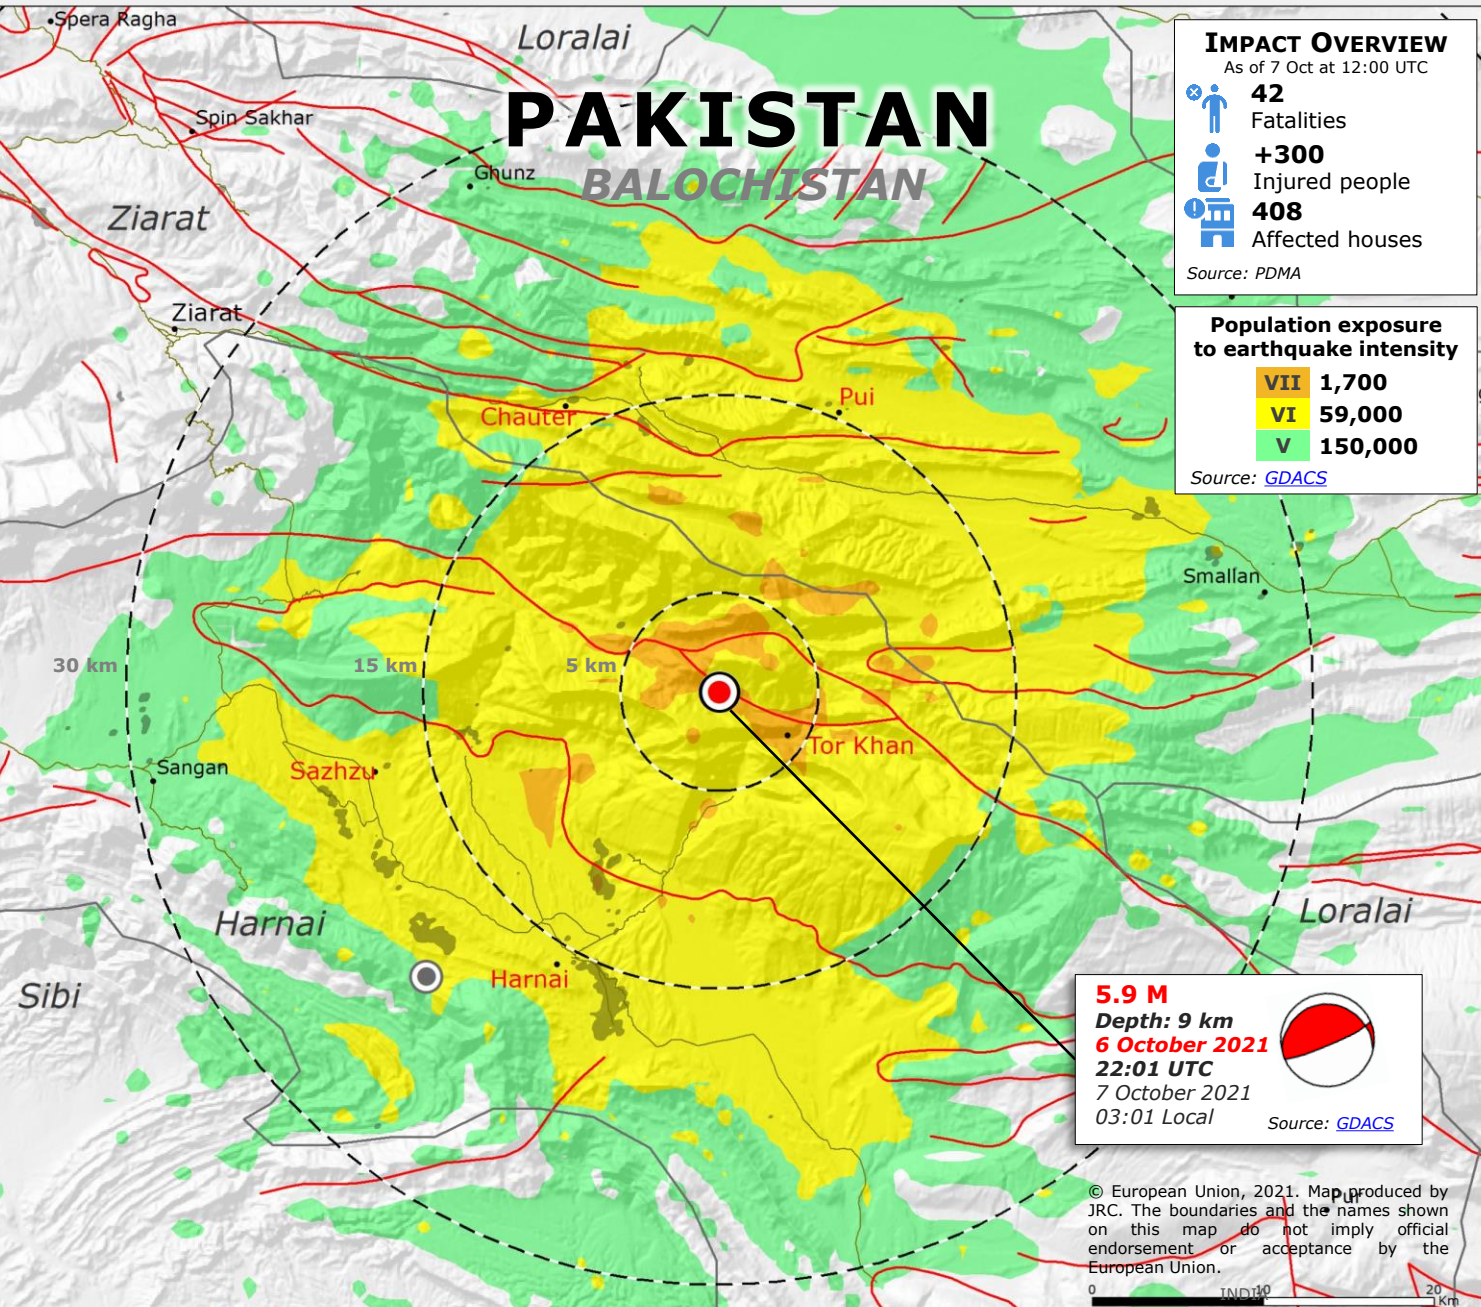 Spera Ragha
Loralai
IMPACT OVERVIEW
As of 7 Oct at 12:00 UTC
42
Fatalities
+300
Injured people
408
Affected houses
Source: PDMA
PAKISTAN
BALOCHISTAN
Spin Sakhar
Ghunz
Ziarat
Ziarat
Population exposure
to earthquake intensity
VII 1,700
VI 59,000
V 150,000
Source: GDACS
Chauter
Pui
Smallan
30 km
15 km
5 km
Tor Khan
Sangan
Sazhzu
Harnai
Loralai
Sibi
Harnai
5.9 M
Depth: 9 km
6 October 2021
22:01 UTC
7 October 2021
03:01 Local
Source: GDACS
Pur
© European Union, 2021. Map produced by
JRC. The boundaries and the names shown
on this map do not imply official
endorsement or acceptance by the
European Union.
0 10 20
Km
INDIA